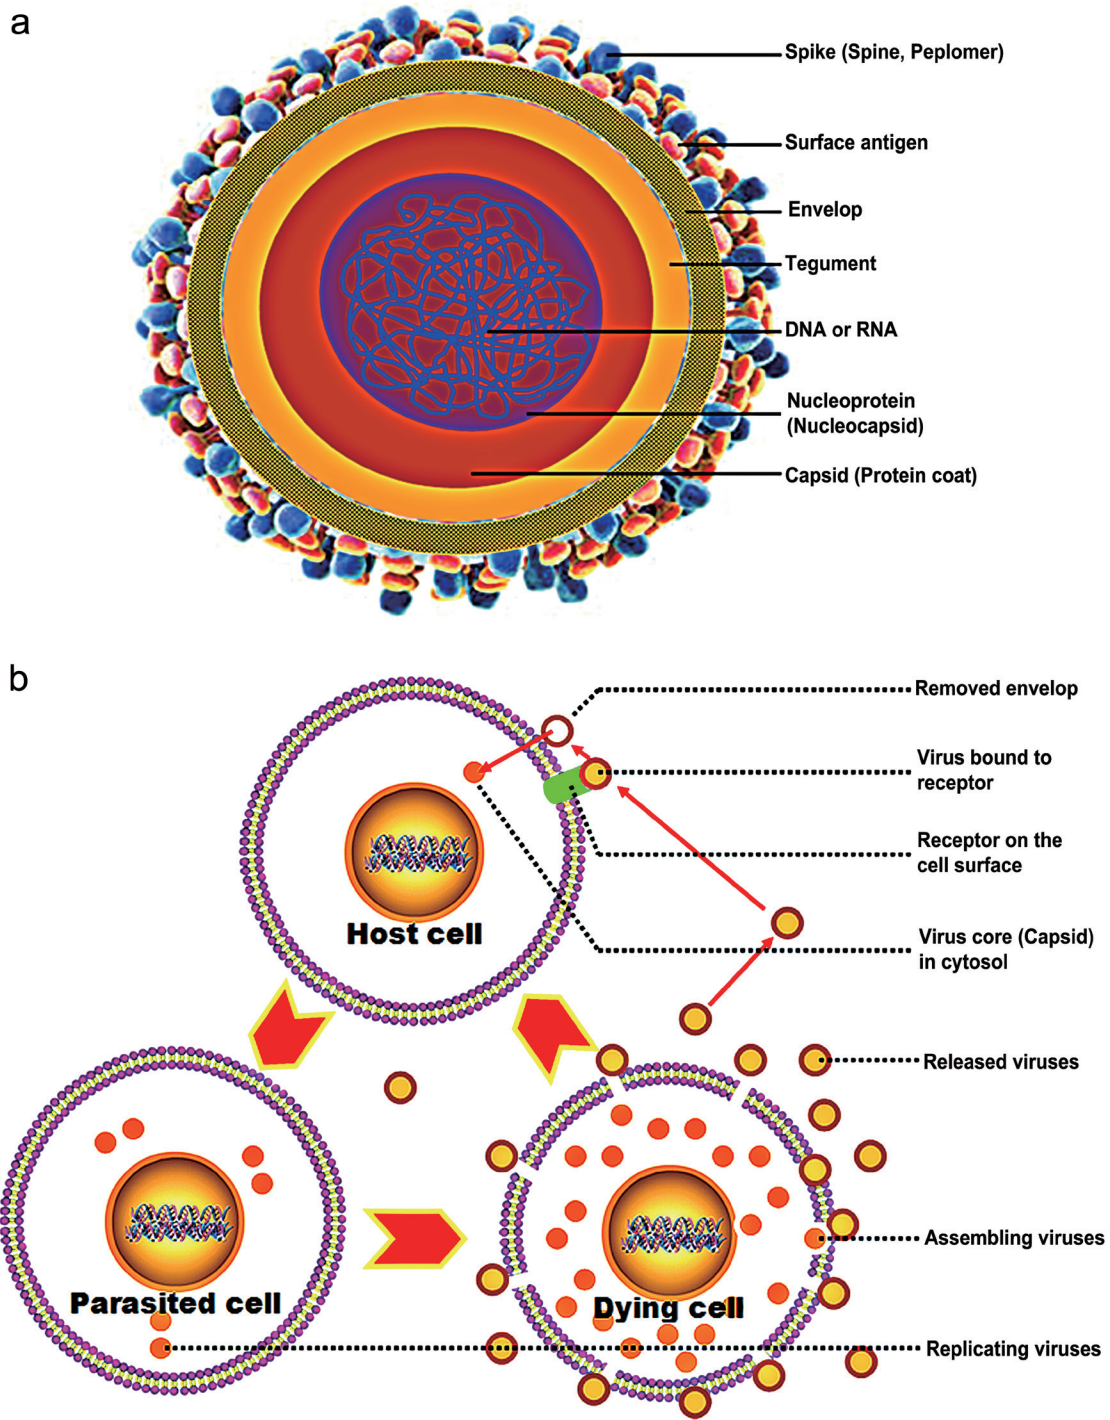 a
Spike (Spine, Peplomer)
Surface antigen
Envelop
Tegument
DNA or RNA
Nucleoprotein
(Nucleocapsid)
Capsid (Protein coat)
b
Removed envelop
Virus bound to
receptor
Receptor on the
cell surface
Host cell
Virus core (Capsid)
in cytosol
Released viruses
Assembling viruses
Parasited cell
Dying cell
Replicating viruses